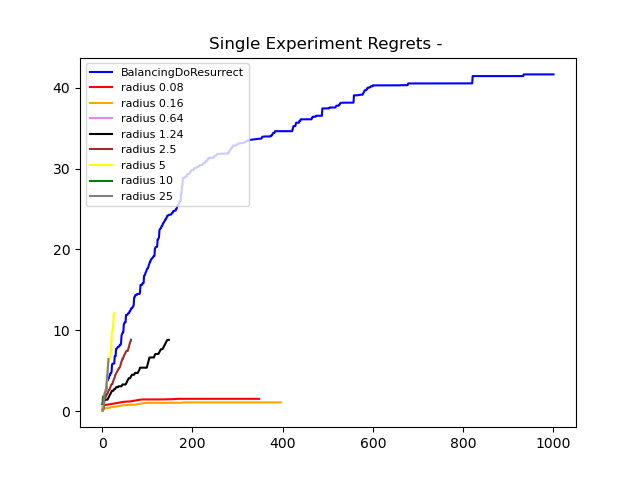 Single Experiment Regrets -
BalancingDoResurrect
radius 0.08
radius 0.16
radius 0.64
radius 1.24
radius 2.5
radius 5
radius 10
radius 25
40
30
20
10
0
0 200 400 600 800 1000